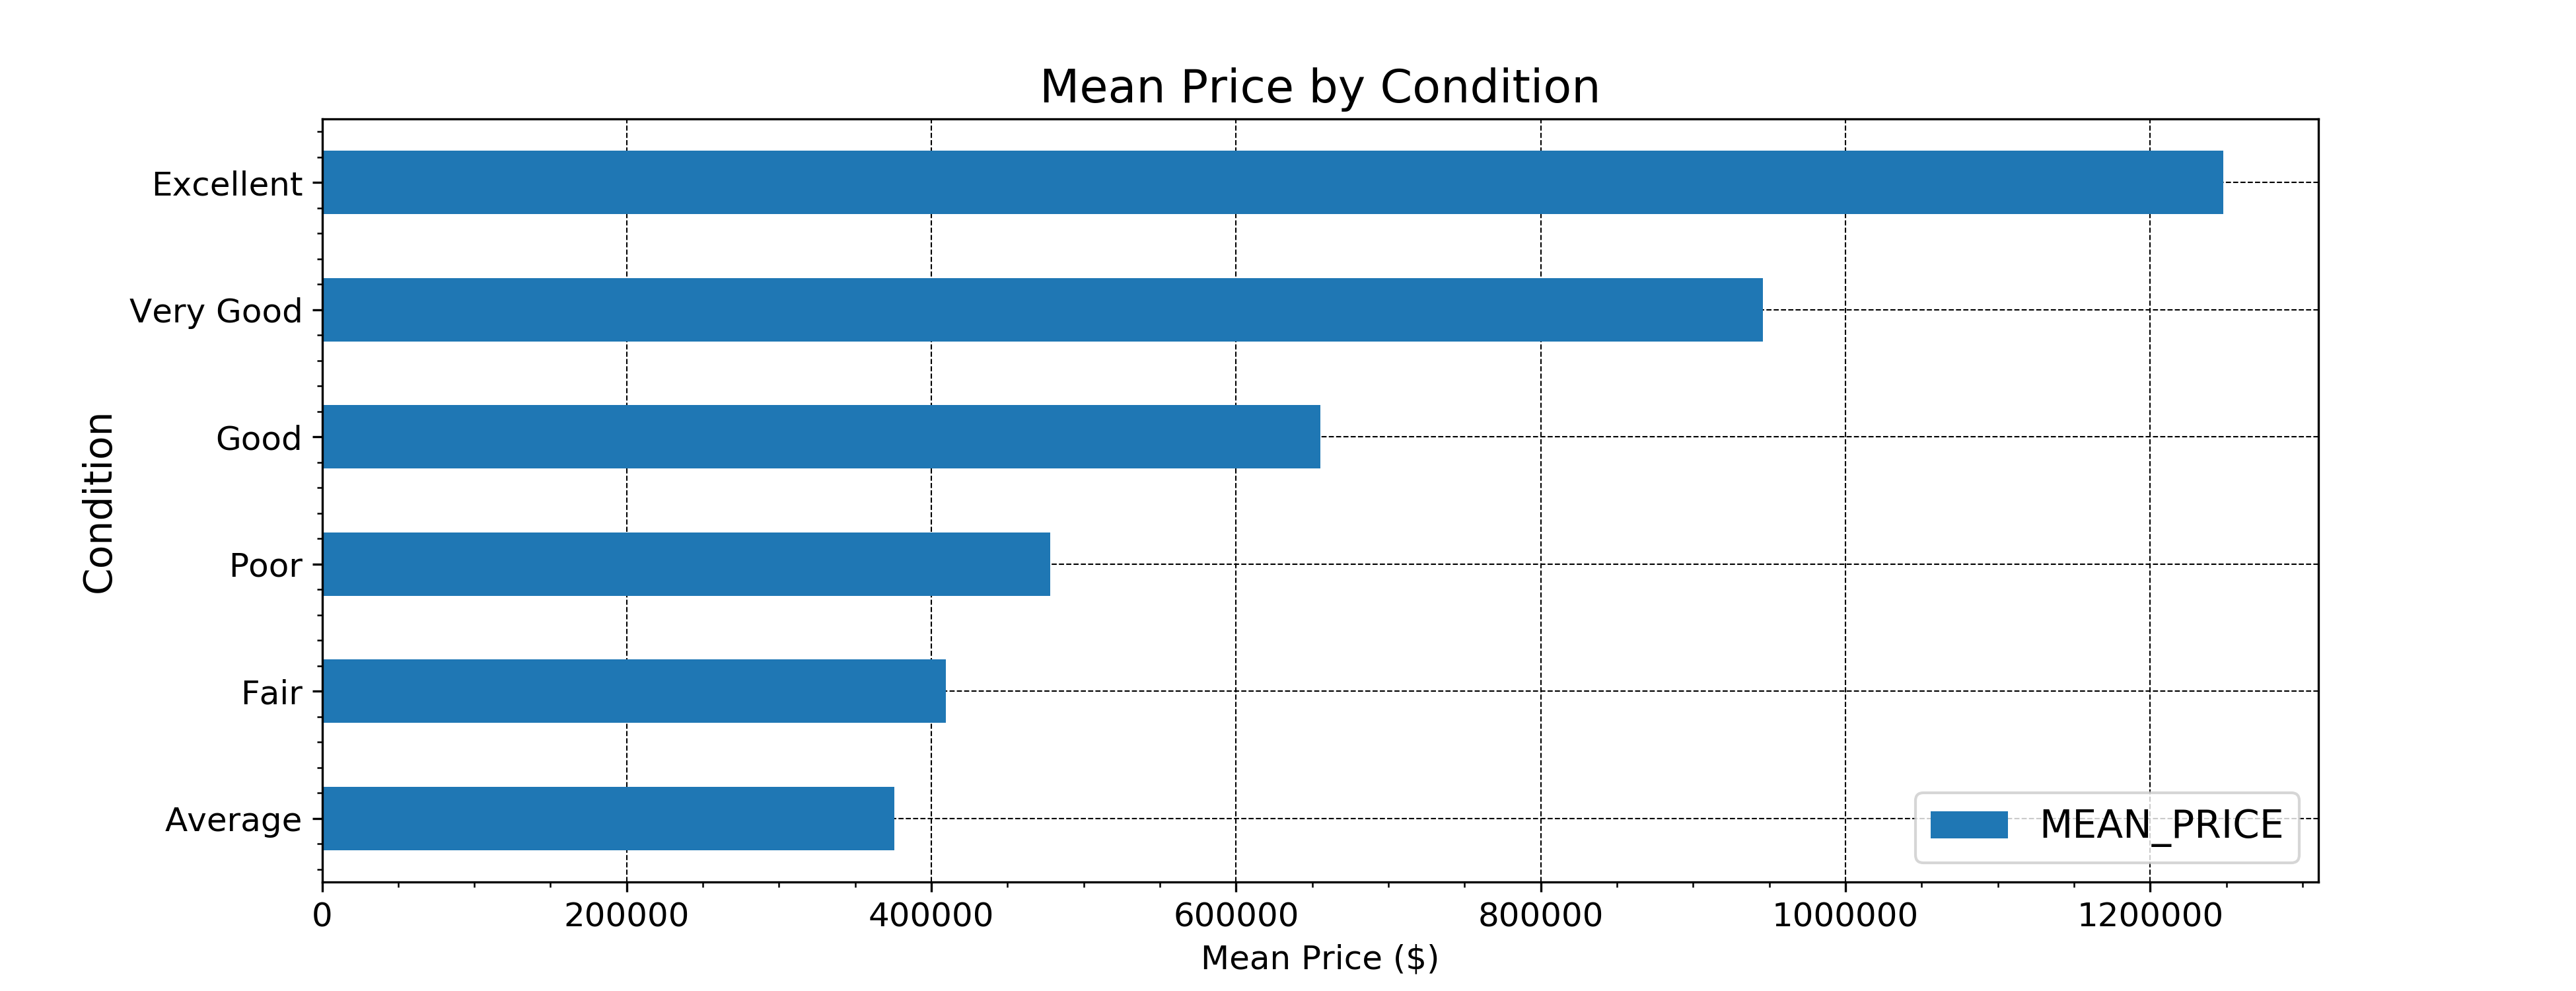 Mean Price by Condition
Excellent
Very Good
Good
Poor
Fair
Average
Condition
MEAN_PRICE
0 200000 400000 600000 800000 1000000 1200000
Mean Price ($)